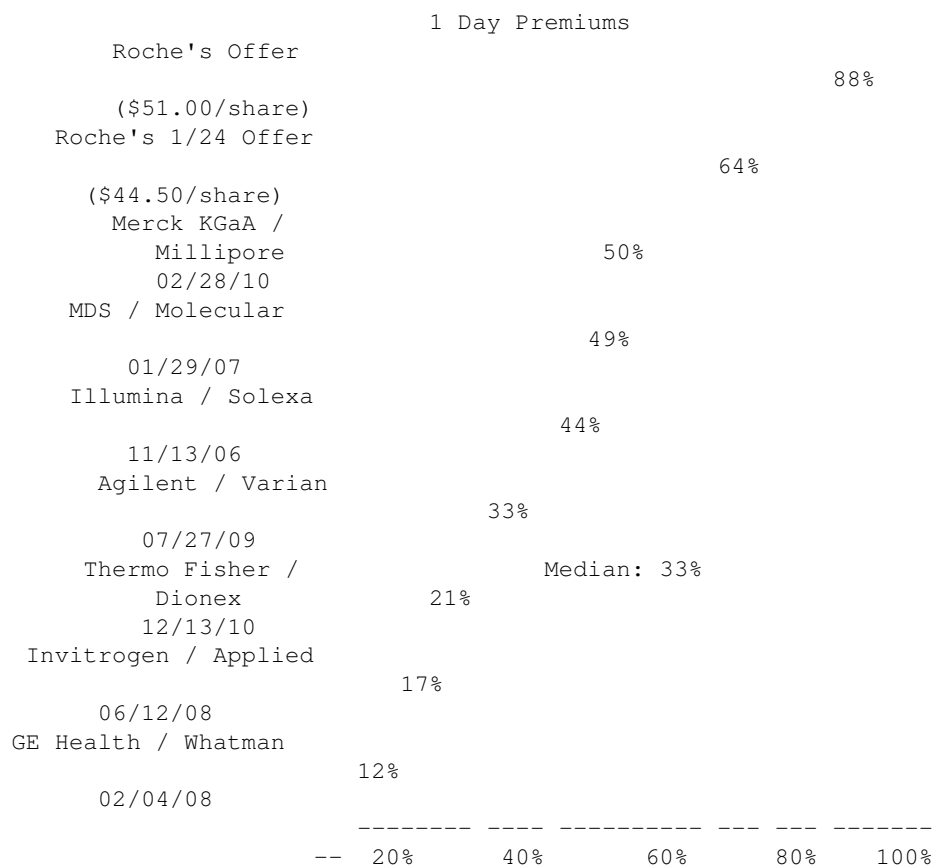 1 Day Premiums
Roche's Offer
88%
($51.00/share)
Roche's 1/24 Offer
64%
($44.50/share)
Merck KGaA /
Millipore 50%
02/28/10
MDS / Molecular
49%
01/29/07
Illumina / Solexa
44%
11/13/06
Agilent / Varian
33%
07/27/09
Thermo Fisher / Median: 33%
Dionex 21%
12/13/10
Invitrogen / Applied
17%
06/12/08
GE Health / Whatman
12%
02/04/08
-------- ---- ---------- --- --- -------
-- 20% 40% 60% 80% 100%